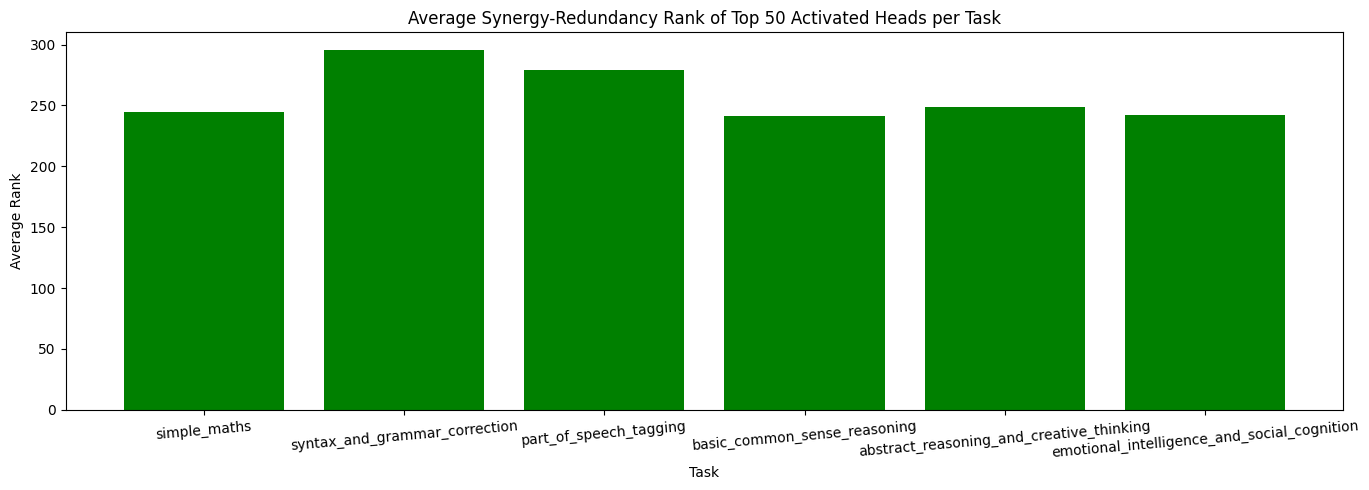 Average Synergy-Redundancy Rank of Top 50 Activated Heads per Task
300
250
200
150
100
50
0
Average Rank
simple_maths
syntax_and_grammar_correction
part_of_speech_tagging
basic_common_sense_reasoning
abstract_reasoning_and_creative_thinking
emotional_intelligence_and_social_cognition
Task